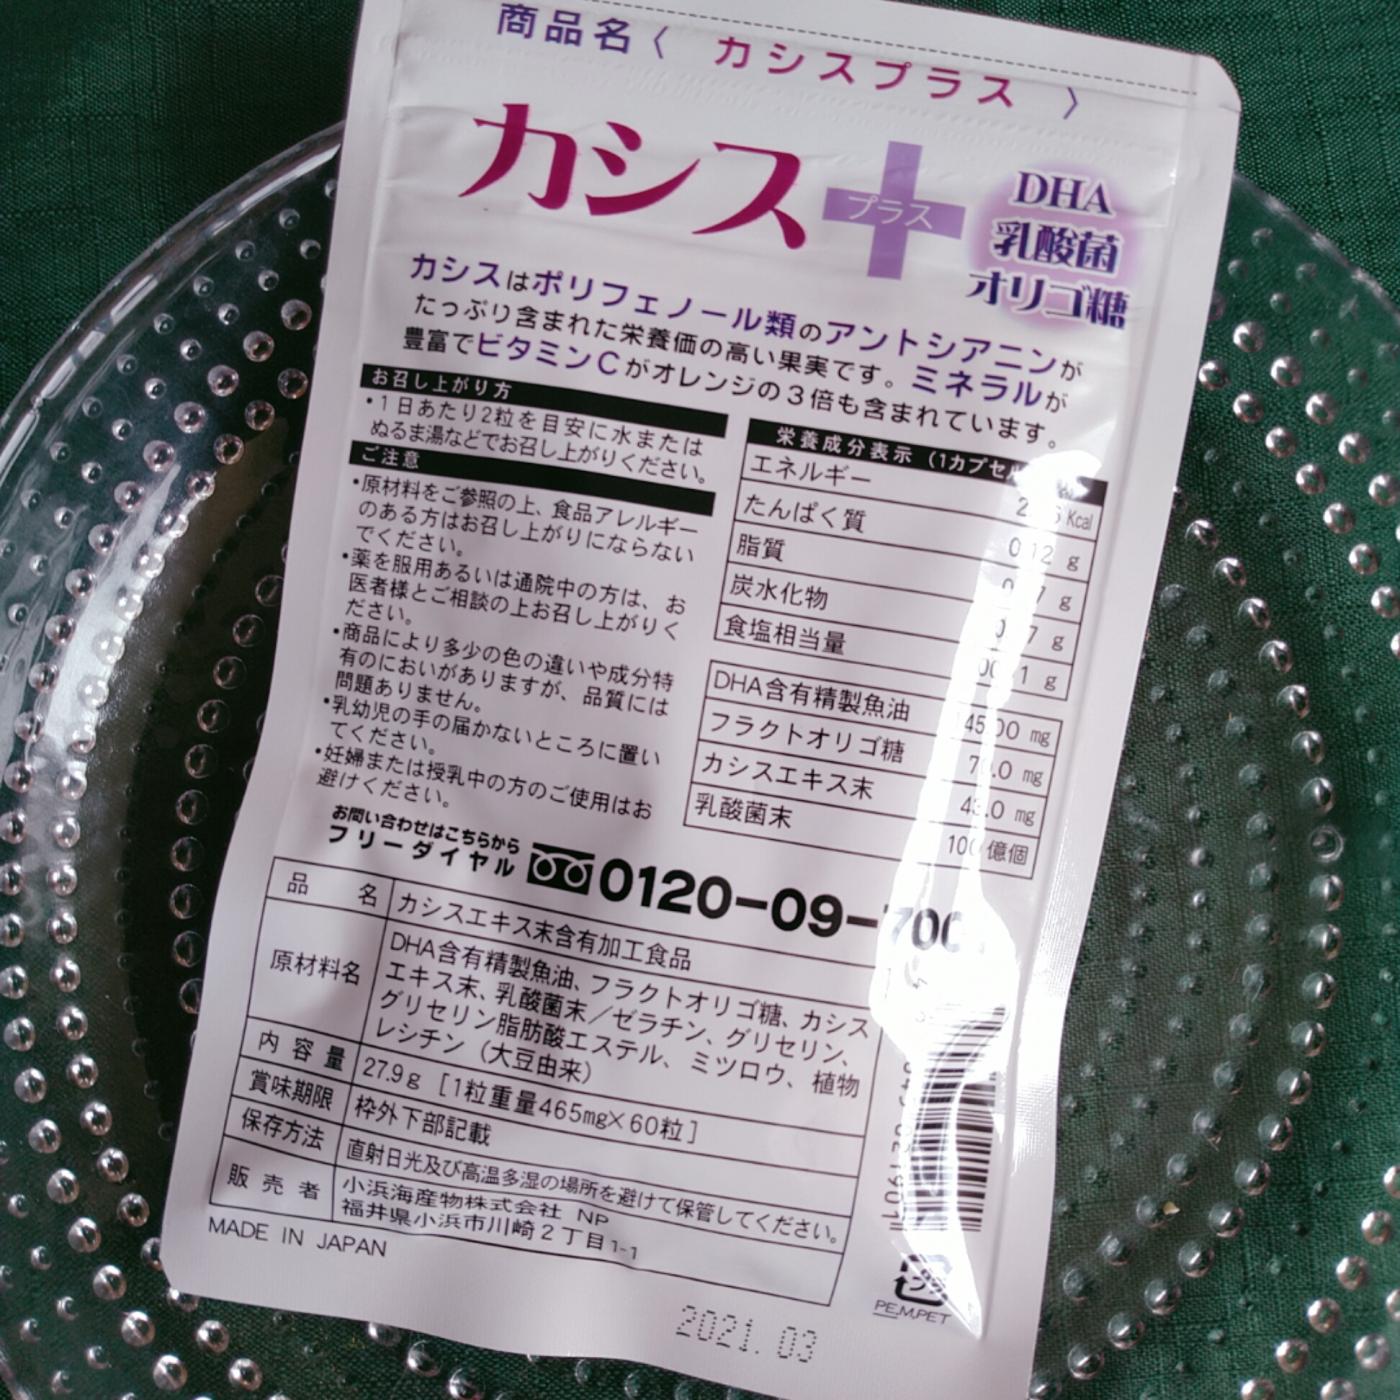 商品名〈 カシスプラス 〉
カシス
プラス
DHA
乳酸菌
オリゴ糖
カシスはポリフェノール類のアントシアニンが
たっぷり含まれた栄養価の高い果実です。ミネラルが
豊富でビタミンCがオレンジの3倍も含まれています。
お召し上がり方
・1日あたり2粒を目安に水または
ぬるま湯などでお召し上がりください。
ご注意
・原材料をご参照の上、食品アレルギー
のある方はお召し上がりにならない
でください。
・薬を服用あるいは通院中の方は、お
医者様とご相談の上お召し上がりく
ださい。
・商品により多少の色の違いや成分特
有のにおいがありますが、品質には
問題ありません。
・乳幼児の手の届かないところに置い
てください。
・妊婦または授乳中の方のご使用はお
避けください。
栄養成分表示 (1カプセル
エネルギー Kcal
たんぱく質 g
脂質 g
炭水化物 g
食塩相当量 g
DHA含有精製魚油 mg
フラクトオリゴ糖 mg
カシスエキス末 mg
乳酸菌末 100億個
お問い合わせはこちらから
フリーダイヤル 0120-09-
品名 カシスエキス末含有加工食品
原材料名 DHA含有精製魚油、フラクトオリゴ糖、カシス
エキス末、乳酸菌末/ゼラチン、グリセリン、
グリセリン脂肪酸エステル、ミツロウ、植物
レシチン(大豆由来)
内容量 27.9g [1粒重量465mg×60粒]
賞味期限 枠外下部記載
保存方法 直射日光及び高温多湿の場所を避けて保管してください。
販売者 小浜海産物株式会社 NP
福井県小浜市川崎2丁目1-1
MADE IN JAPAN
プラ
PE,M,PET
2021.03